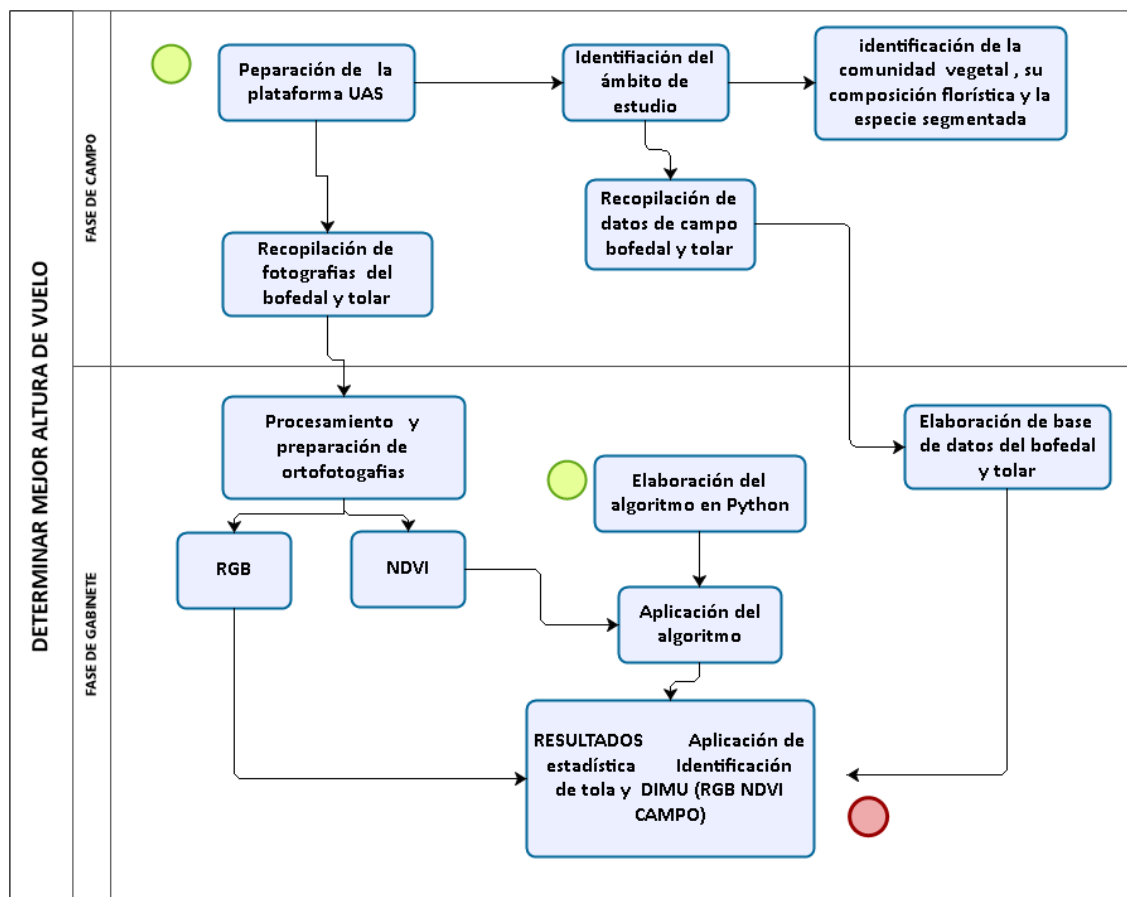 DETERMINAR MEJOR ALTURA DE VUELO
FASE DE CAMPO
Peparación de la
plataforma UAS
Identifiación del
ámbito de
estudio
identificación de la
comunidad vegetal , su
composición florística y la
especie segmentada
Recopilación de
datos de campo
bofedal y tolar
Recopilación de
fotografias del
bofedal y tolar
FASE DE GABINETE
Procesamiento y
preparación de
ortofotogafias
Elaboración de base
de datos del bofedal
y tolar
Elaboración del
algoritmo en Python
RGB
NDVI
Aplicación del
algoritmo
RESULTADOS Aplicación de
estadística Identificación
de tola y DIMU (RGB NDVI
CAMPO)